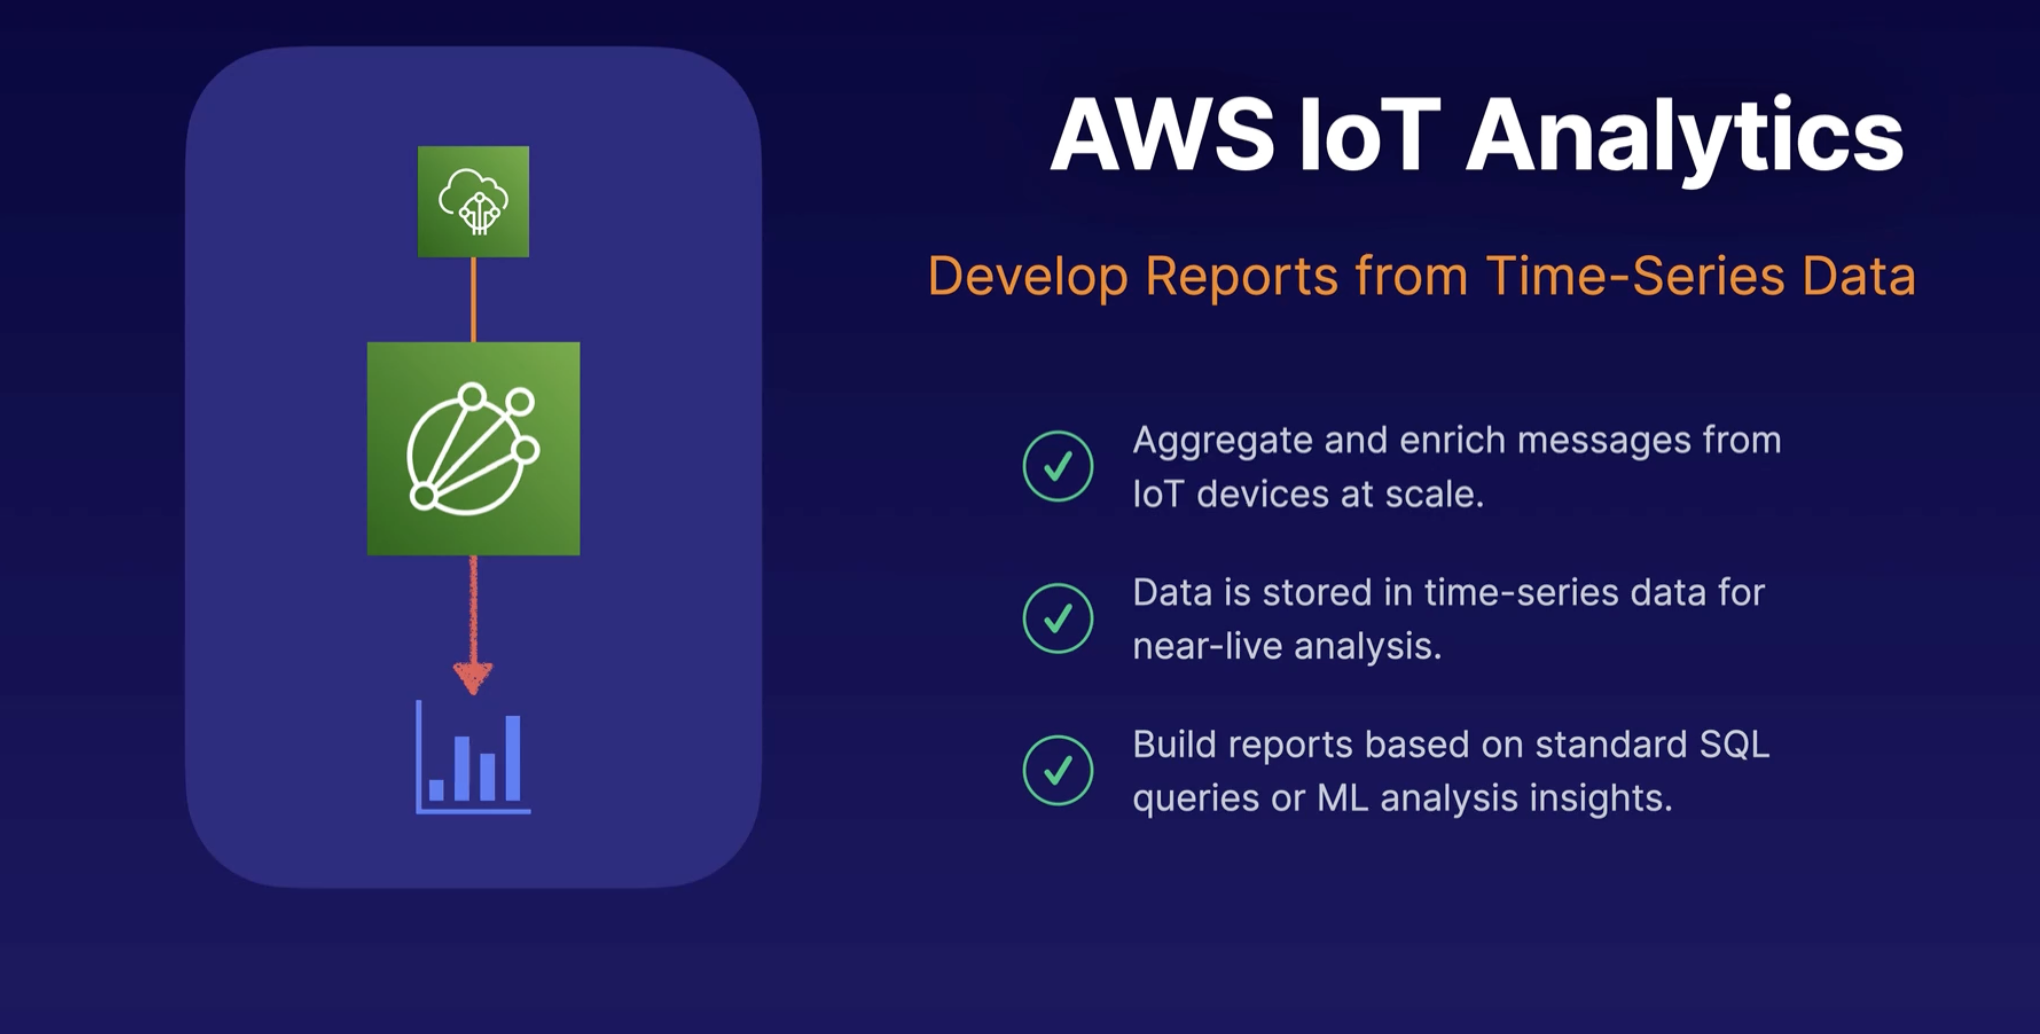 AWS IoT Analytics
Develop Reports from Time-Series Data
Aggregate and enrich messages from
IoT devices at scale.
Data is stored in time-series data for
near-live analysis.
Build reports based on standard SQL
queries or ML analysis insights.